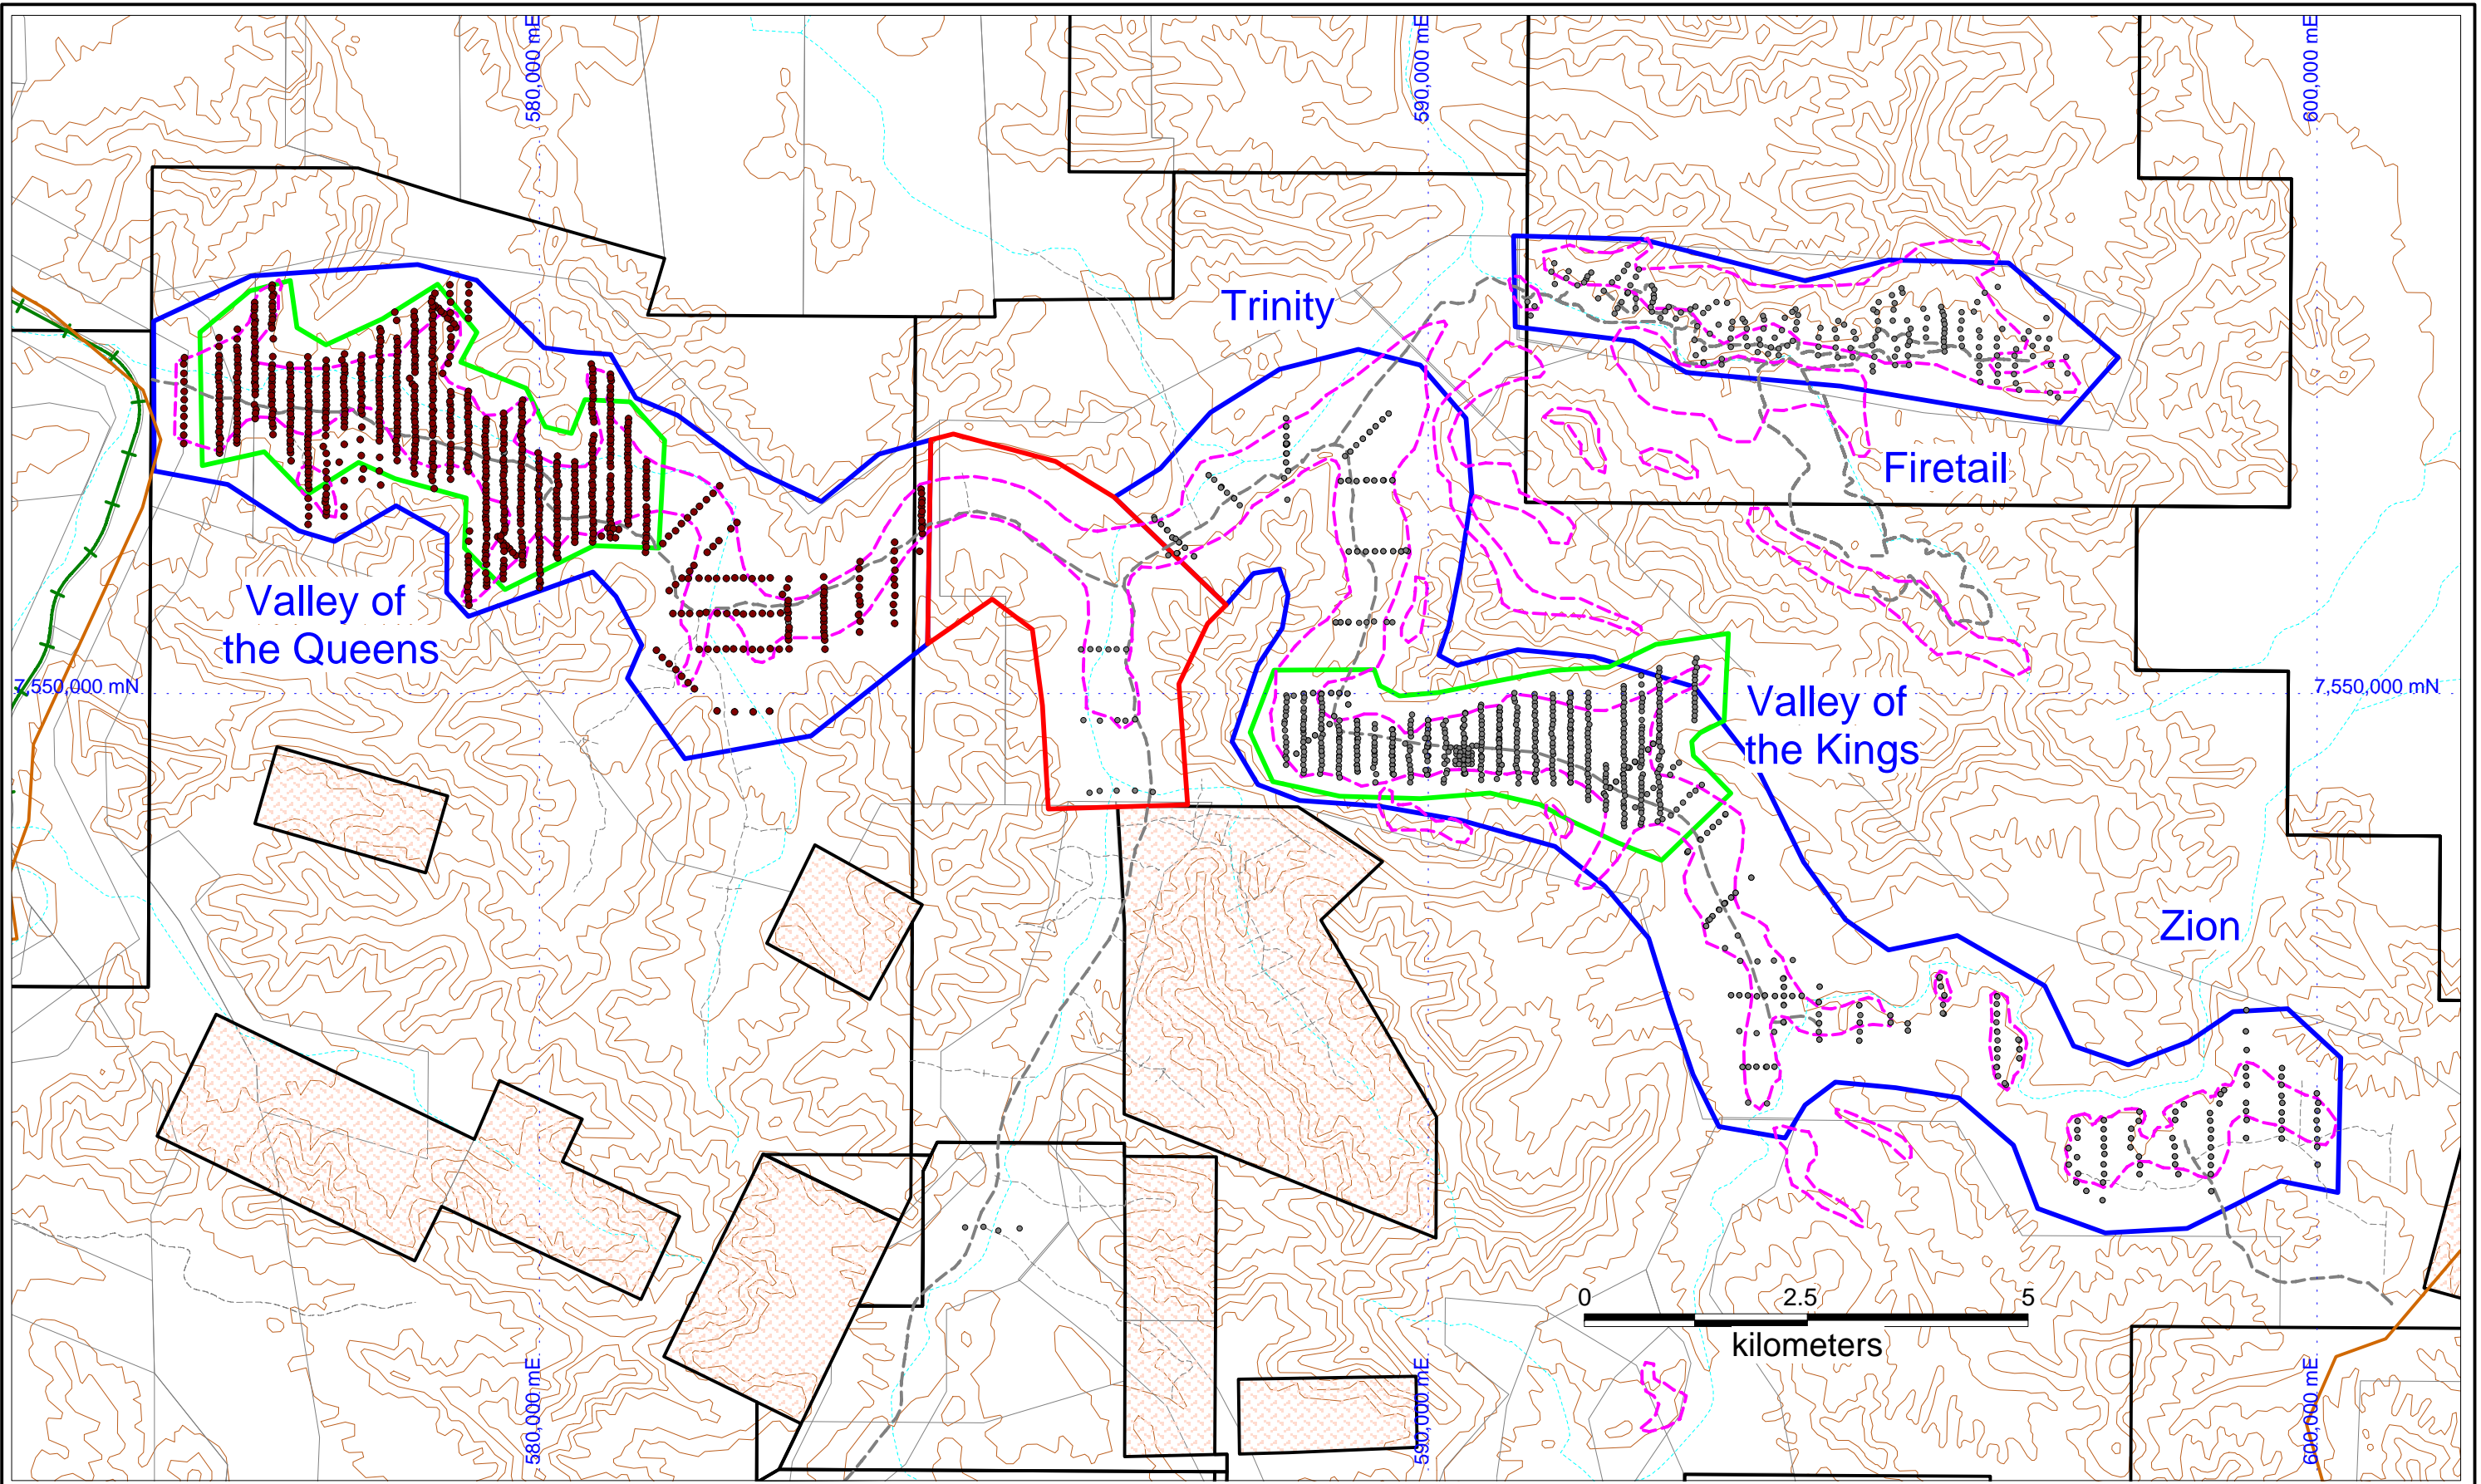 580,000 mE
590,000 mE
600,000 mE
Trinity
Firetail
Valley of
the Queens
7,550,000 mN
7,550,000 mN
Valley of
the Kings
Zion
0 2.5 5
kilometers
580,000 mE
590,000 mE
600,000 mE